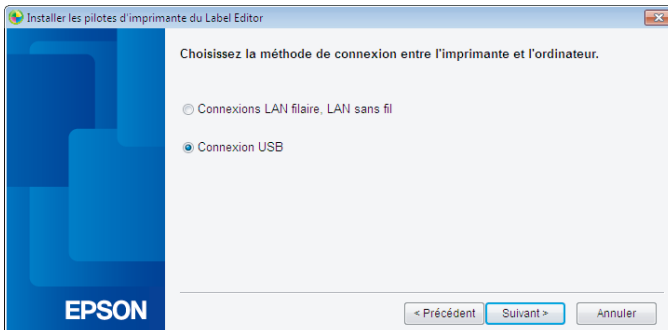 Installer les pilotes d'imprimante du Label Editor
Choisissez la méthode de connexion entre l'imprimante et l'ordinateur.
Connexions LAN filaire, LAN sans fil
Connexion USB
EPSON
< Précédent Suivant > Annuler